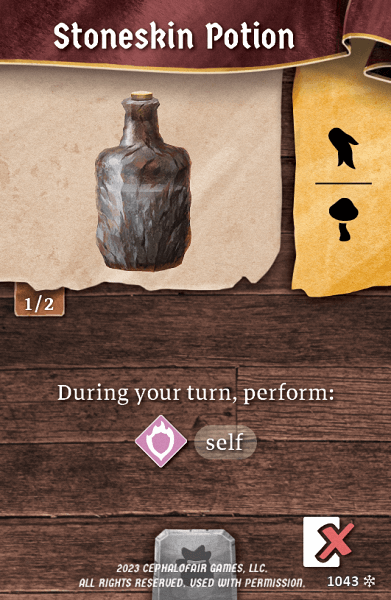 Stoneskin Potion
1/2
During your turn, perform:
self
2023 CEPHALOFAIR GAMES, LLC.
ALL RIGHTS RESERVED. USED WITH PERMISSION.
1043